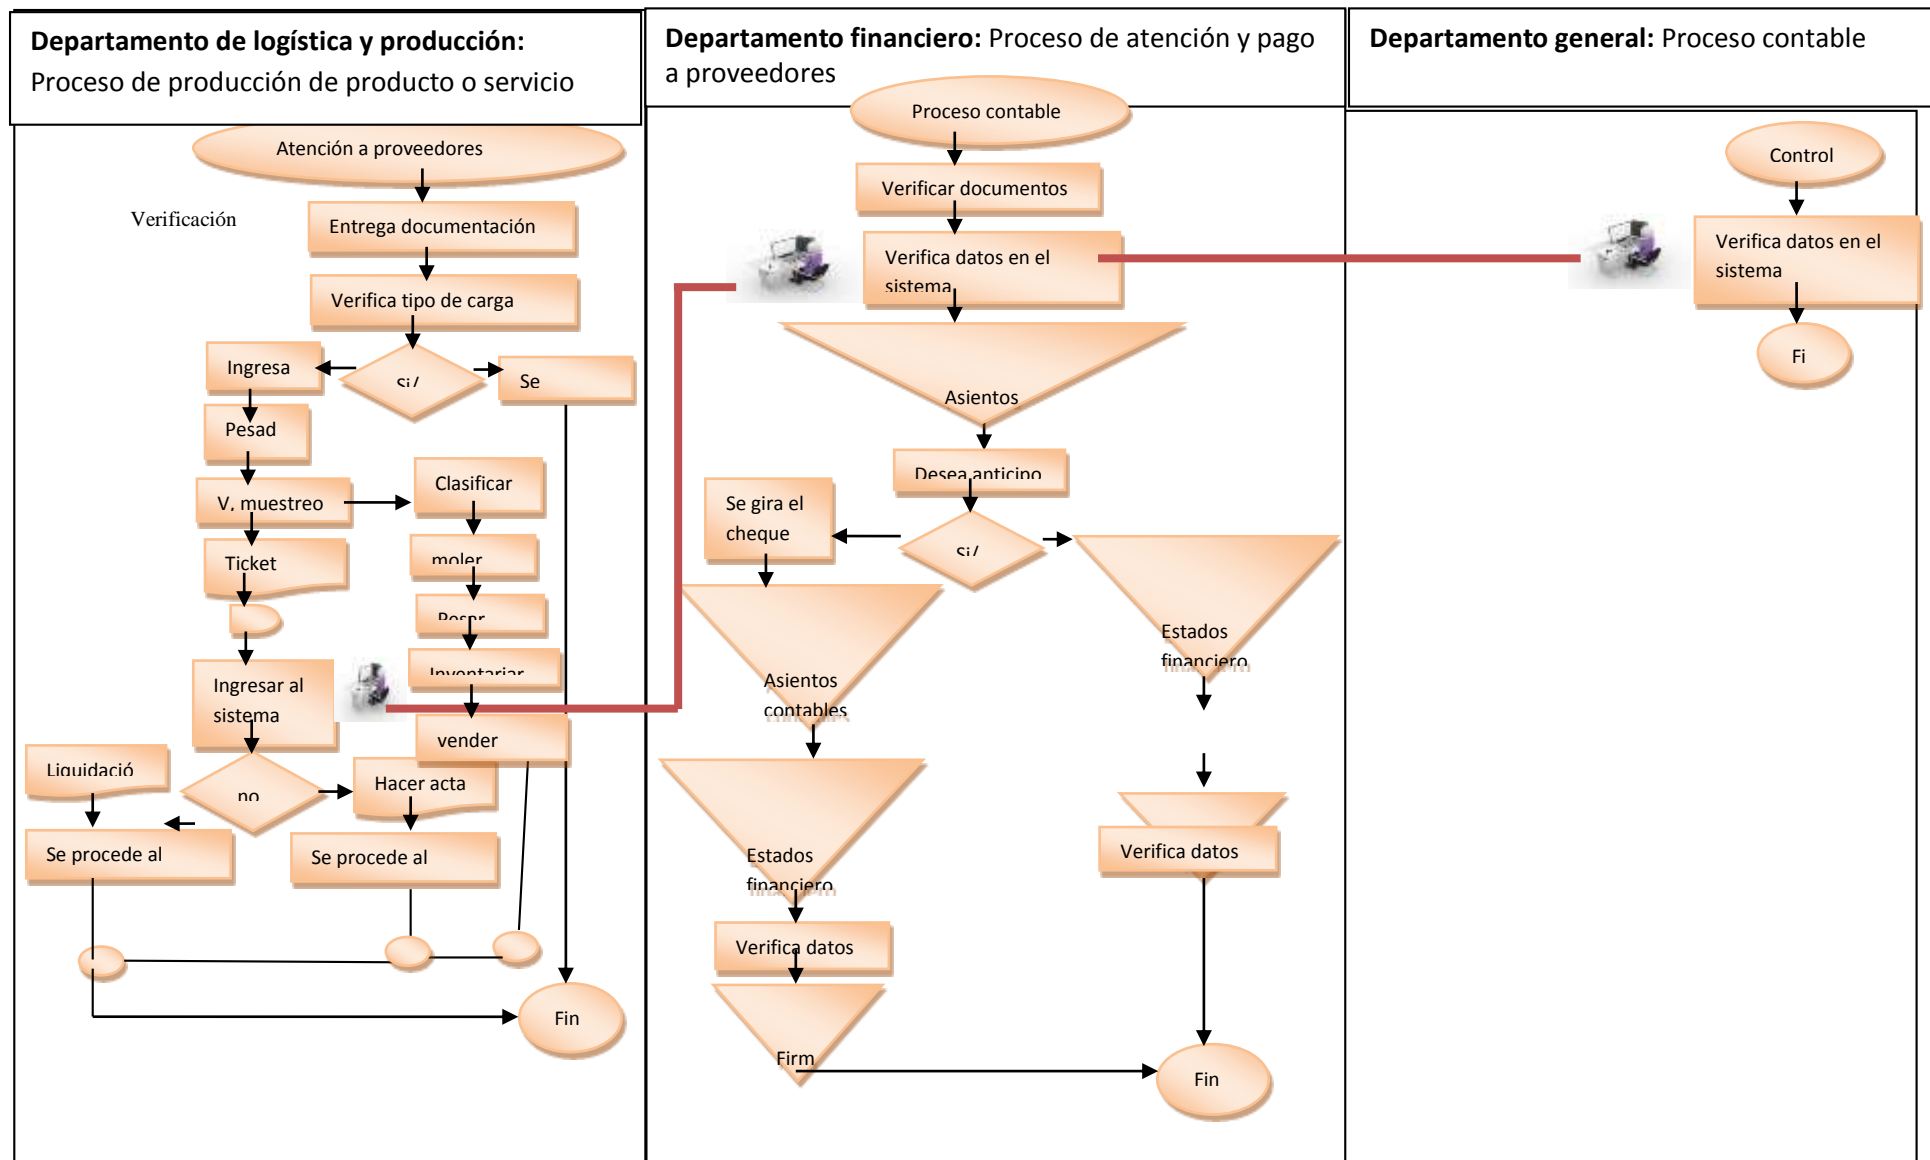 Departamento de logística y producción:
Proceso de producción de producto o servicio
Atención a proveedores
Verificación
Entrega documentación
Verifica tipo de carga
Si/
Ingresa
Se
Pesad
V. muestreo
Clasificar
Ticket
moler
Pesar
Inventariar
Ingresar al
sistema
vender
Liquidació
no
Hacer acta
Se procede al
Se procede al
Fin
Departamento financiero: Proceso de atención y pago
a proveedores
Proceso contable
Verificar documentos
Verifica datos en el
sistema
Asientos
Desea anticipo
Se gira el
cheque
Si/
Estados
financiero
Asientos
contables
Estados
financiero
Verifica datos
Verifica datos
Firm
Fin
Departamento general: Proceso contable
Control
Verifica datos en el
sistema
Fi